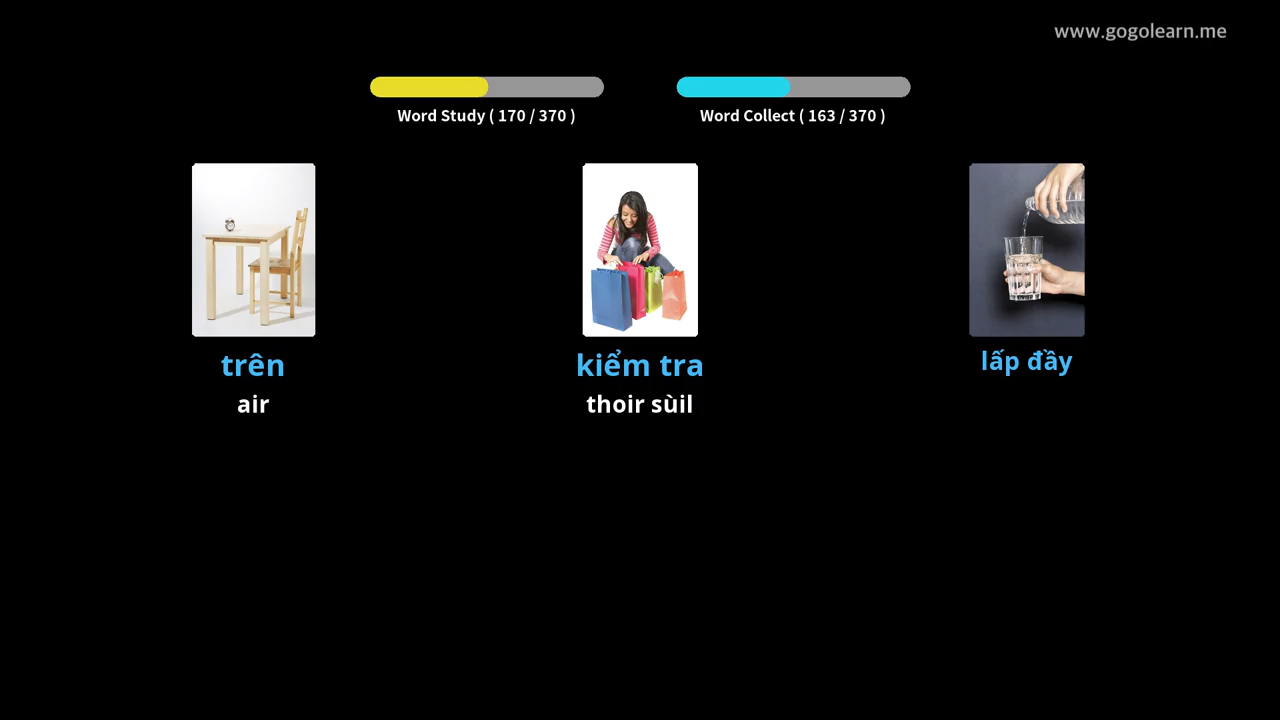 www.gogolearn.me
Word Study ( 170 / 370 )
Word Collect ( 163 / 370 )
trên
kiểm tra
lấp đầy
air
thoir sùil